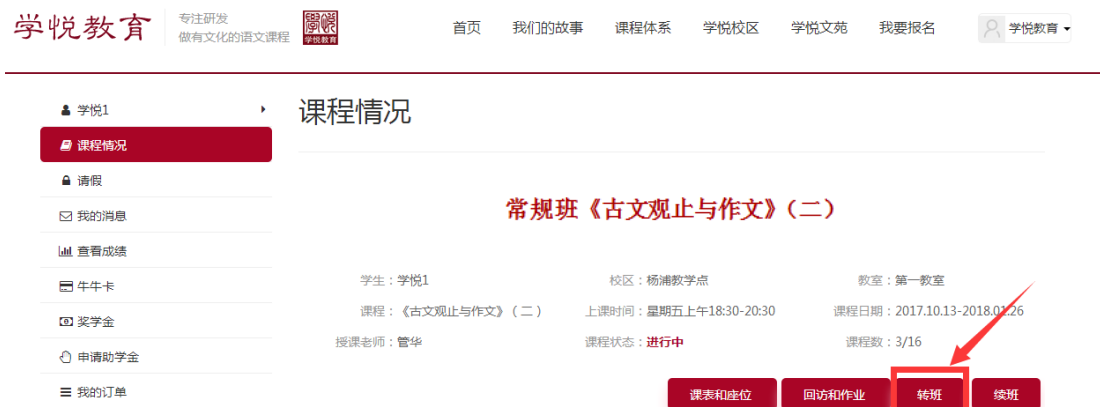 学悦教育
专注研发
做有文化的语文课程
學悅
学悦教育
首页 我们的故事 课程体系 学悦校区 学悦文苑 我要报名 学悦教育
学悦1
课程情况
请假
我的消息
查看成绩
牛牛卡
奖学金
申请助学金
我的订单
课程情况
常规班《古文观止与作文》（二）
学生：学悦1 校区：杨浦教学点 教室：第一教室
课程：《古文观止与作文》（二） 上课时间：星期五上午18:30-20:30 课程日期：2017.10.13-2018.01.26
授课老师：管华 课程状态：进行中 课程数：3/16
课表和座位 回访和作业 转班 续班